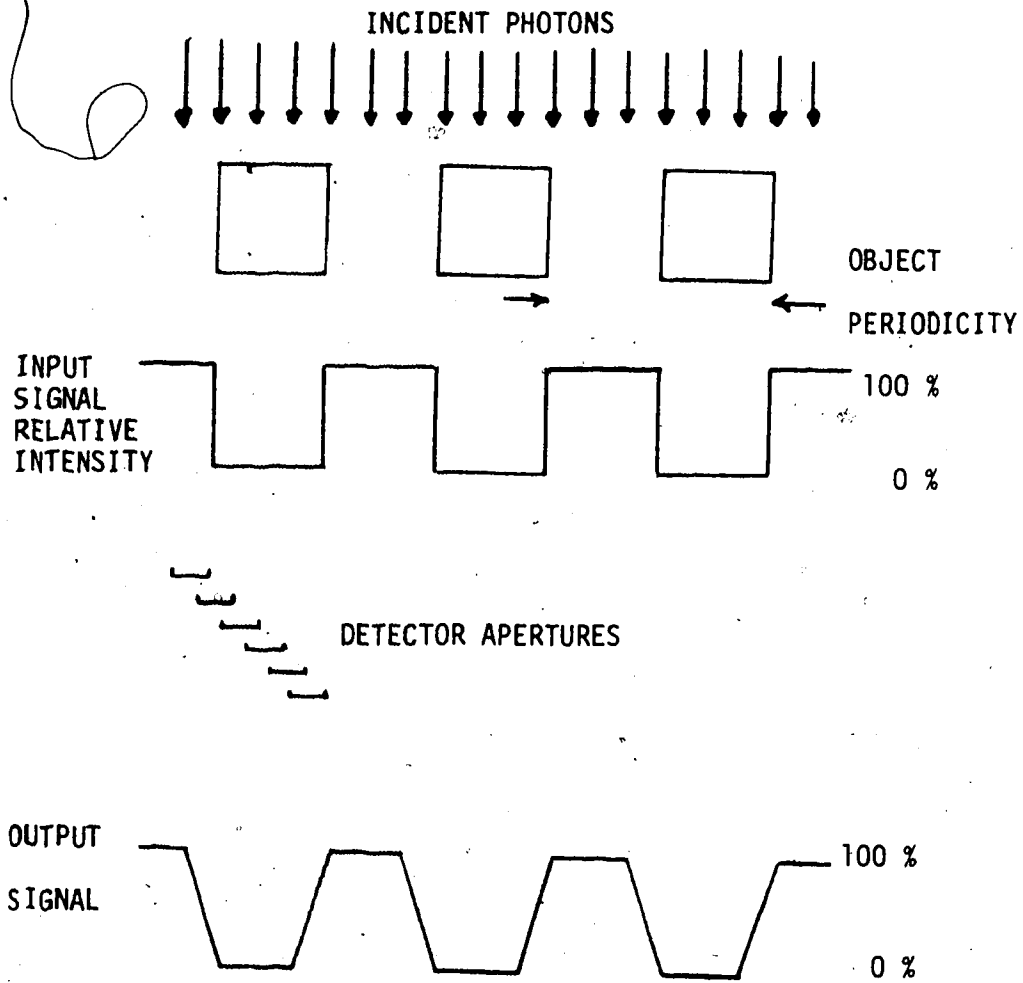 INCIDENT PHOTONS
OBJECT
PERIODICITY
INPUT
SIGNAL
RELATIVE
INTENSITY
100 %
0 %
DETECTOR APERTURES
OUTPUT
SIGNAL
100 %
0 %